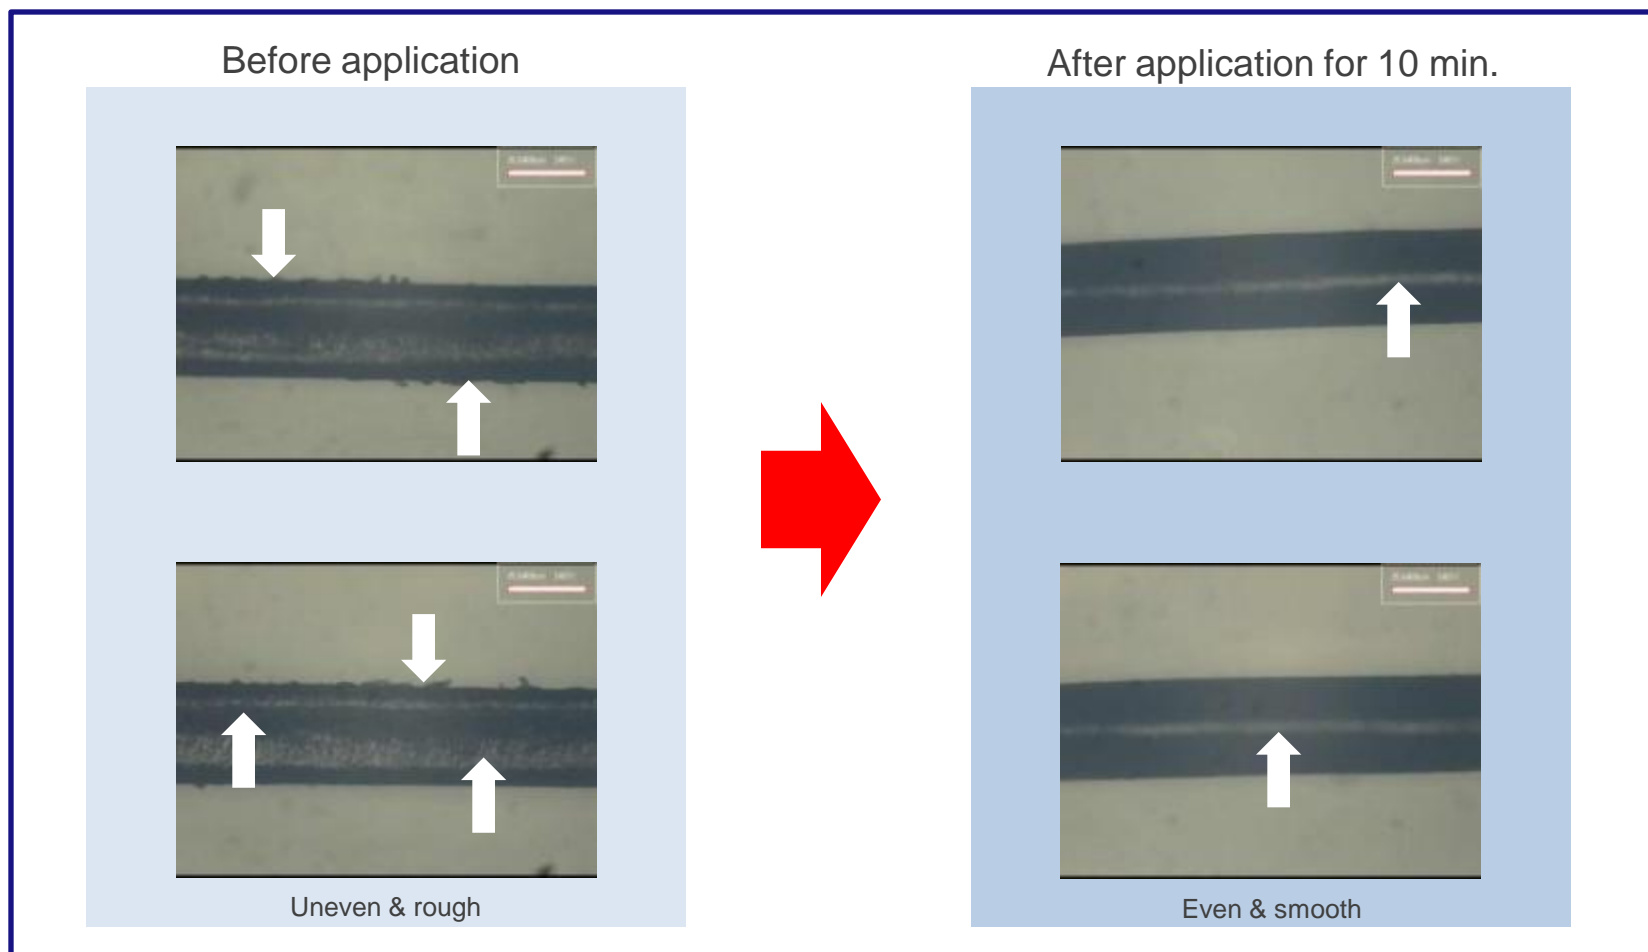 Before application
After application for 10 min.
Uneven & rough
Even & smooth